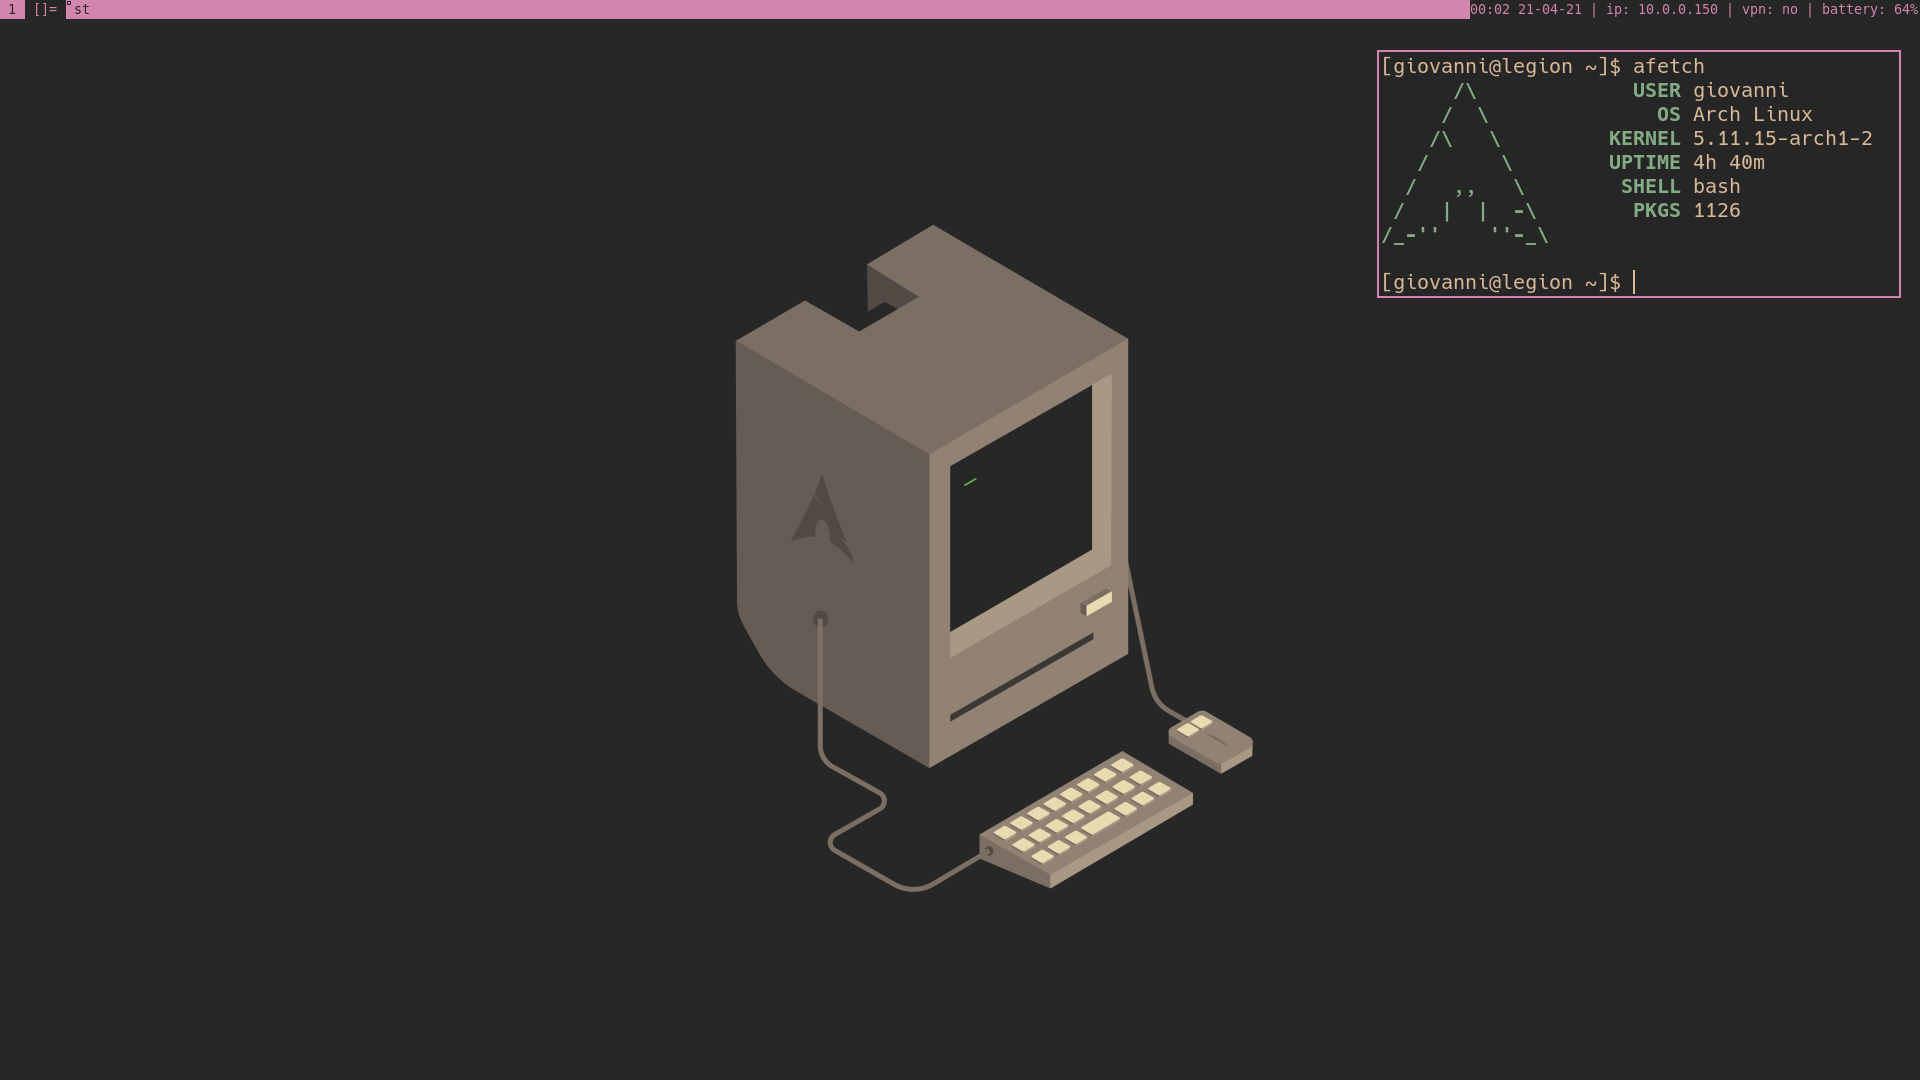 1 []= st 00:02 21-04-21 | ip: 10.0.0.150 | vpn: no | battery: 64%
[giovanni@legion ~]$ afetch
      /\             USER giovanni
     /  \              OS Arch Linux
    /\   \         KERNEL 5.11.15-arch1-2
   /      \        UPTIME 4h 40m
  /   ,,   \        SHELL bash
 /   |  |  -\        PKGS 1126
/_-''    ''-_\
[giovanni@legion ~]$